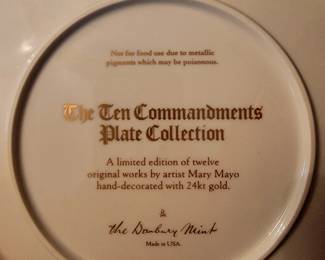 Not for food use due to metallic
pigments which may be poisonous.
The Ten Commandments
Plate Collection
A limited edition of twelve
original works by artist Mary Mayo
hand-decorated with 24kt gold.
&
the Danbury Mint
Made in USA.